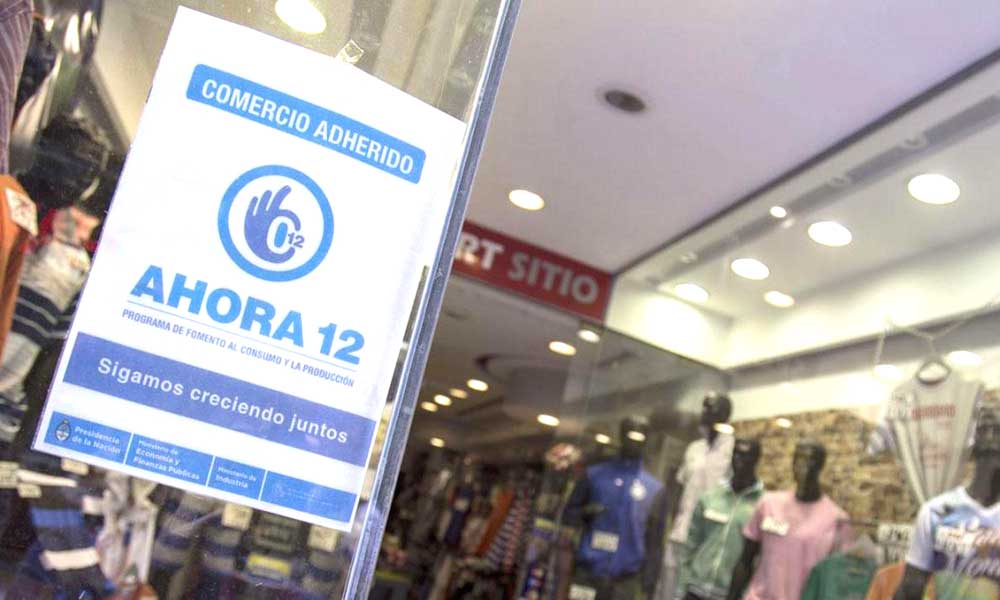 COMERCIO ADHERIDO
12
AHORA 12
PROGRAMA DE FOMENTO AL CONSUMO Y LA PRODUCCIÓN
Sigamos creciendo juntos
Presidencia
de la Nación
Ministerio de
Economía y
Finanzas Públicas
Ministerio de
Industria
RT SITIO